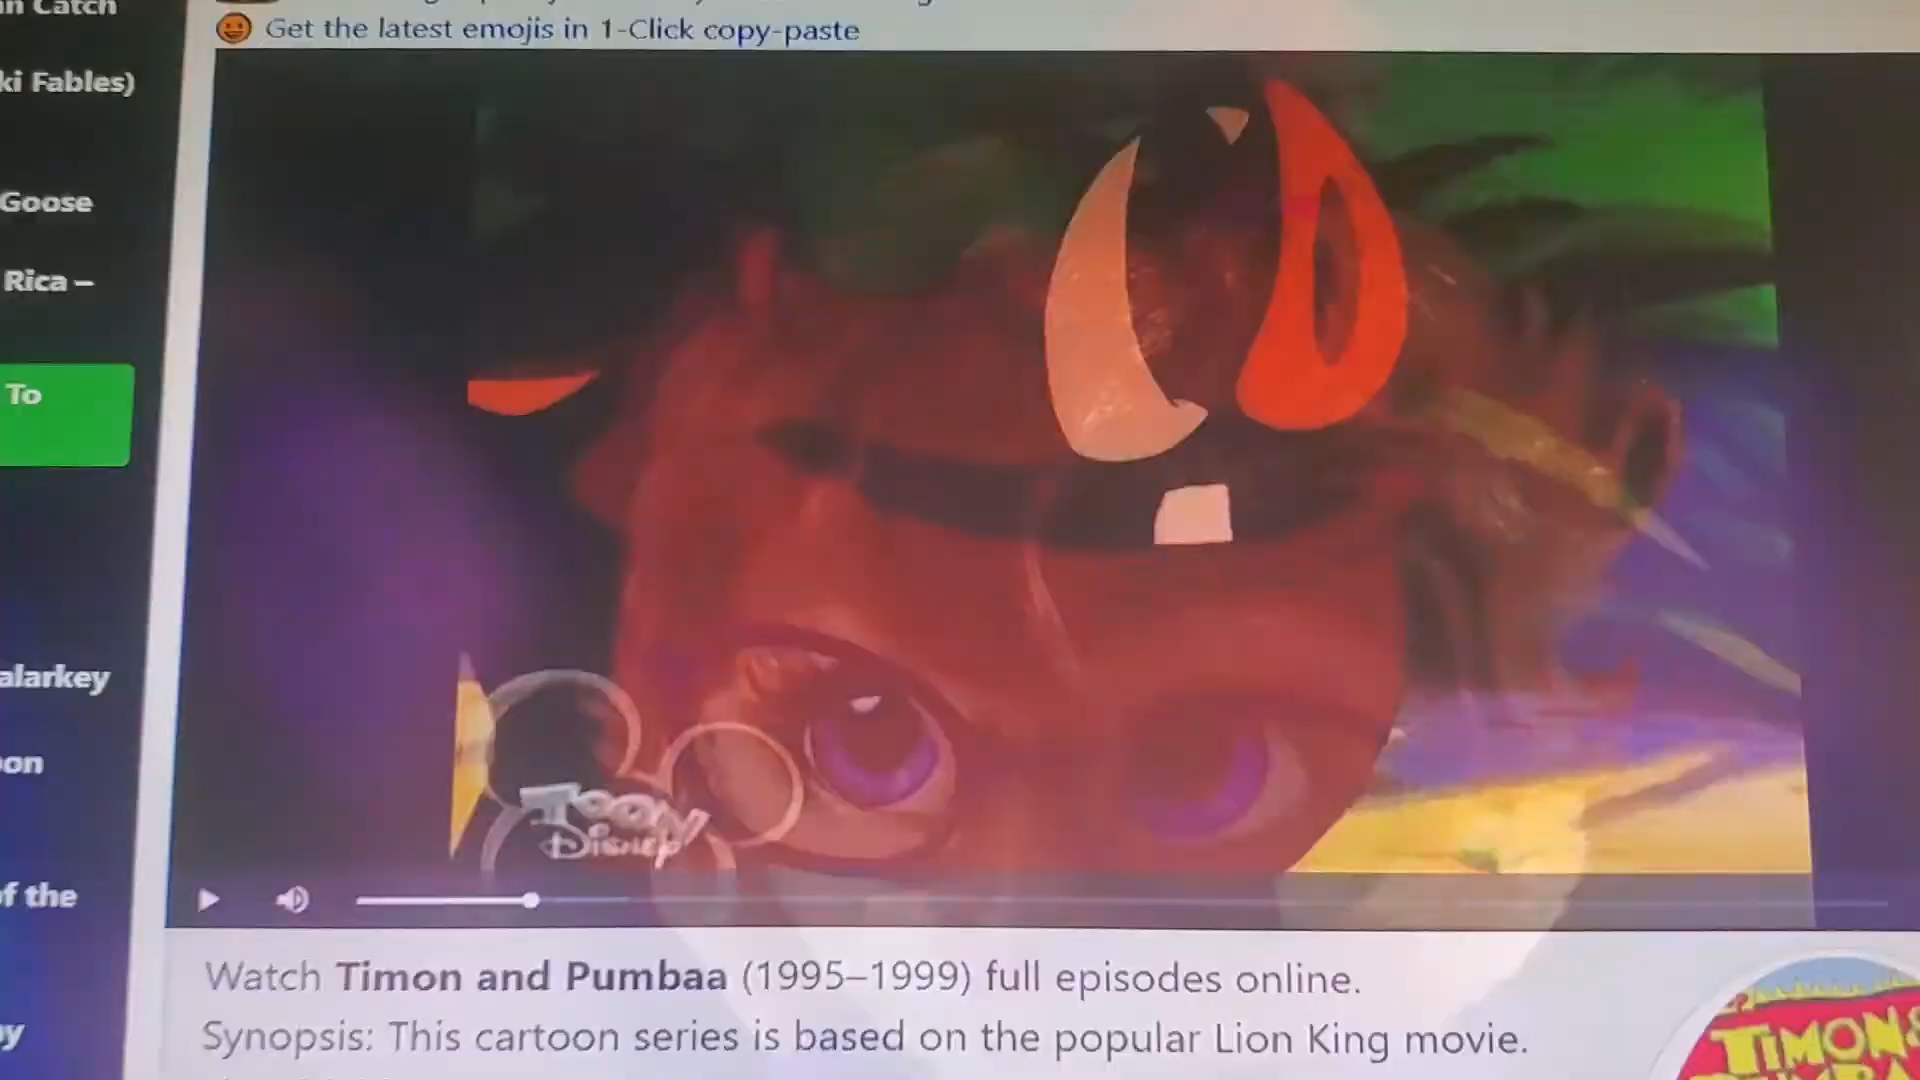 n Catch
Get the latest emojis in 1-Click copy-paste
ki Fables)
Goose
Rica –
To
alarkey
on
f the
y
TOON
DISNEY
Watch Timon and Pumbaa (1995–1999) full episodes online.
Synopsis: This cartoon series is based on the popular Lion King movie.
TIMON&